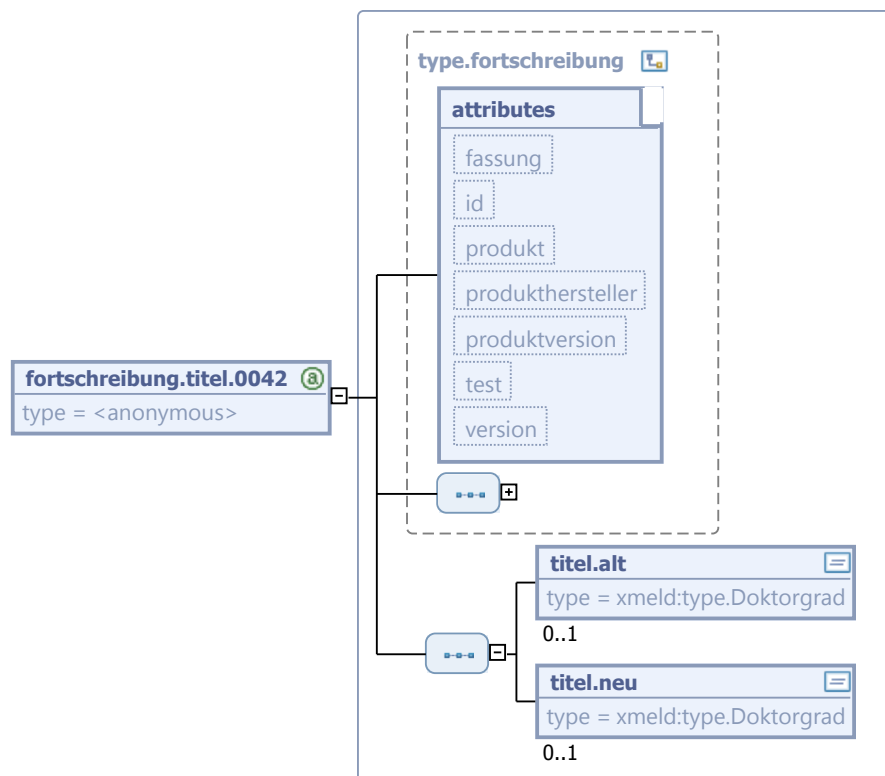 type.fortschreibung
attributes
fassung
id
produkt
produkthersteller
produktversion
test
version
fortschreibung.titel.0042 a
type = <anonymous>
titel.alt
type = xmeld:type.Doktorgrad
0..1
titel.neu
type = xmeld:type.Doktorgrad
0..1